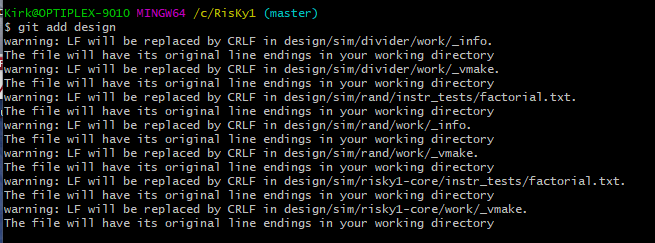 Kirk@OPTIPLEX-9010 MINGW64 /c/RisKy1 (master)
$ git add design
warning: LF will be replaced by CRLF in design/sim/divider/work/_info.
The file will have its original line endings in your working directory
warning: LF will be replaced by CRLF in design/sim/divider/work/_vmake.
The file will have its original line endings in your working directory
warning: LF will be replaced by CRLF in design/sim/rand/instr_tests/factorial.txt.
The file will have its original line endings in your working directory
warning: LF will be replaced by CRLF in design/sim/rand/work/_info.
The file will have its original line endings in your working directory
warning: LF will be replaced by CRLF in design/sim/rand/work/_vmake.
The file will have its original line endings in your working directory
warning: LF will be replaced by CRLF in design/sim/risky1-core/instr_tests/factorial.txt.
The file will have its original line endings in your working directory
warning: LF will be replaced by CRLF in design/sim/risky1-core/work/_vmake.
The file will have its original line endings in your working directory